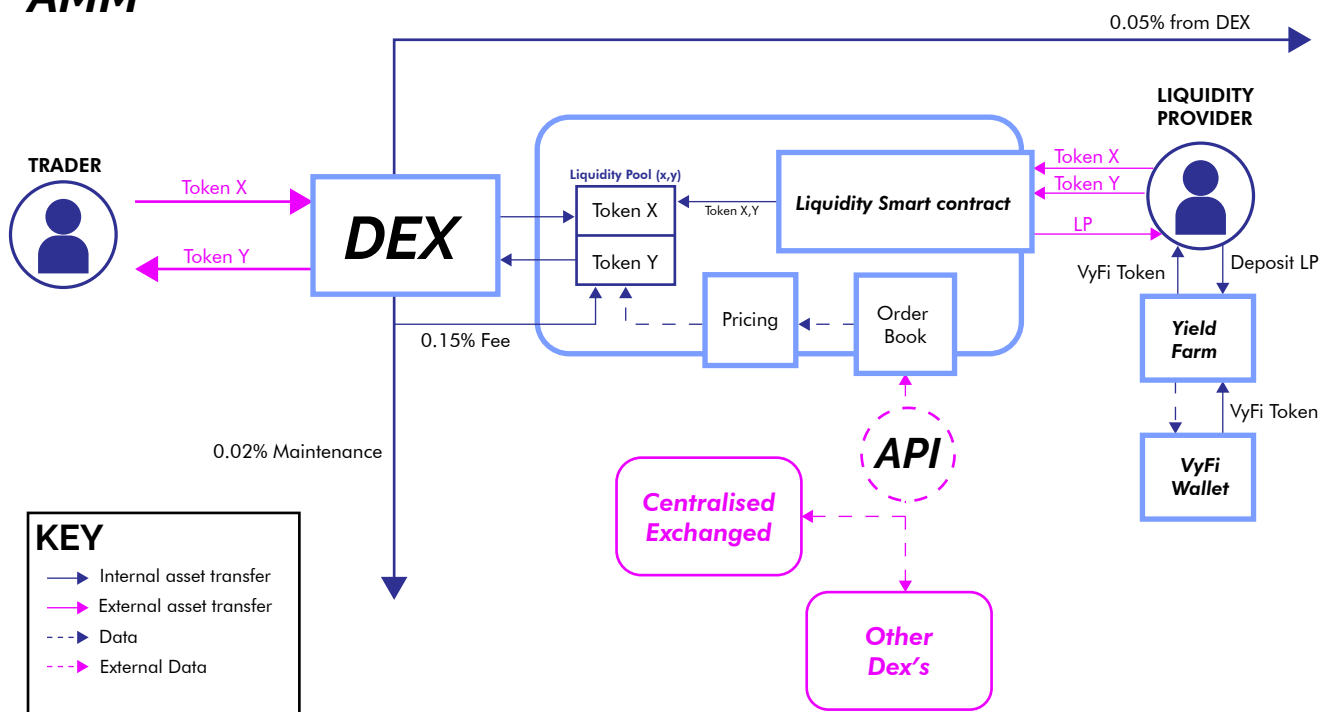 AMM
0.05% from DEX
LIQUIDITY
PROVIDER
TRADER
Token X
Token Y
DEX
Liquidity Pool (x,y)
Token X
Token Y
Token X,Y
Liquidity Smart contract
Token X
Token Y
LP
VyFi Token
Deposit LP
Pricing
Order
Book
0.15% Fee
Yield
Farm
VyFi Token
VyFi
Wallet
0.02% Maintenance
API
Centralised
Exchanged
Other
Dex's
KEY
Internal asset transfer
External asset transfer
Data
External Data